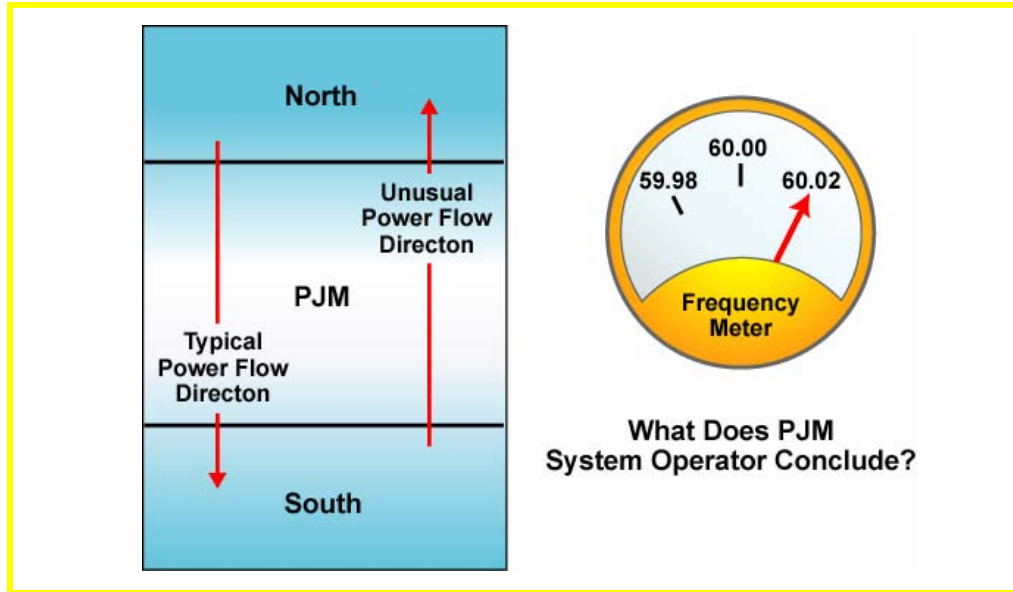 North
Unusual
Power Flow
Directon
PJM
Typical
Power Flow
Directon
South
59.98
60.00
60.02
Frequency
Meter
What Does PJM
System Operator Conclude?